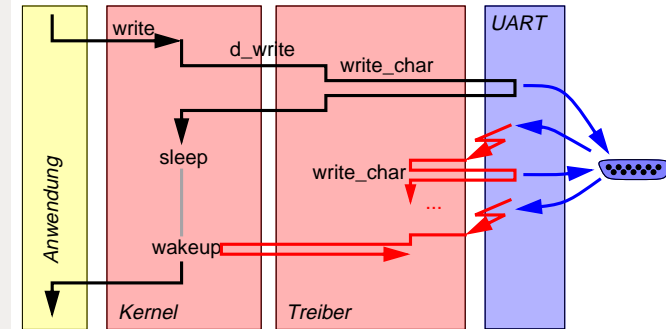 UART
write
d_write
write_char
sleep
write_char
...
wakeup
Anwendung
Kernel
Treiber